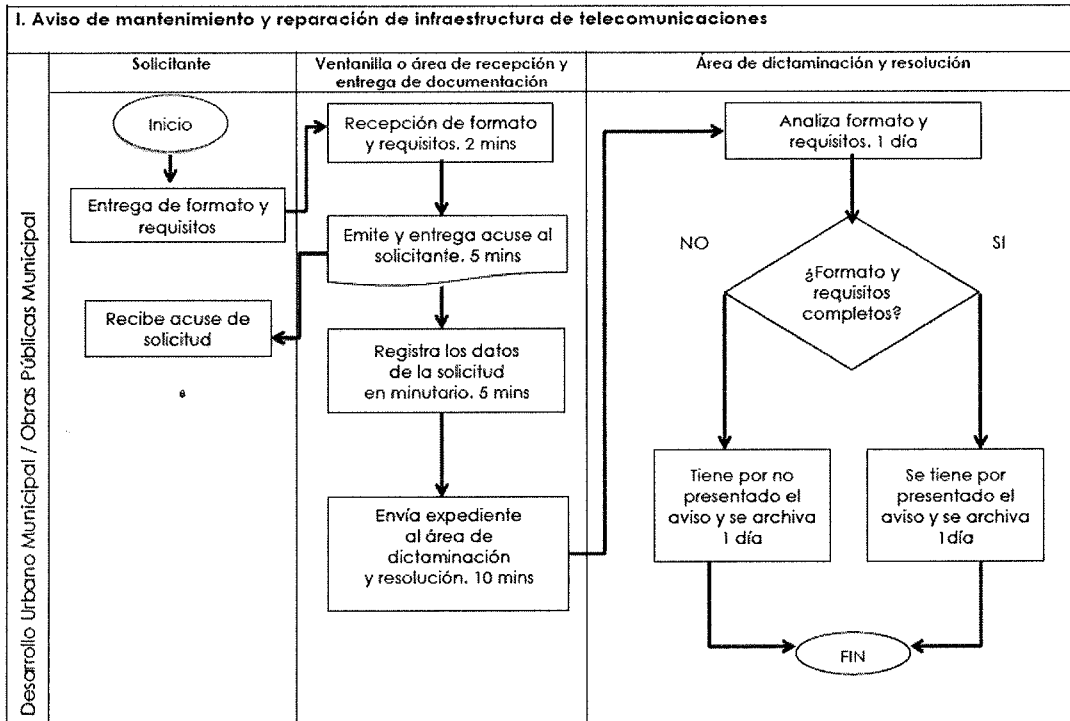 I. Aviso de mantenimiento y reparación de infraestructura de telecomunicaciones
Desarrollo Urbano Municipal / Obras Públicas Municipal
Solicitante
Inicio
Entrega de formato y
requisitos
Recibe acuse de
solicitud
Ventanilla o área de recepción y
entrega de documentación
Recepción de formato
y requisitos. 2 mins
Emite y entrega acuse al
solicitante. 5 mins
Registra los datos
de la solicitud
en minutario. 5 mins
Envía expediente
al área de
dictaminación
y resolución. 10 mins
Área de dictaminación y resolución
Analiza formato y
requisitos. 1 día
NO
SI
¿Formato y
requisitos
completos?
Tiene por no
presentado el
aviso y se archiva
1 día
Se tiene por
presentado el
aviso y se archiva
1día
FIN